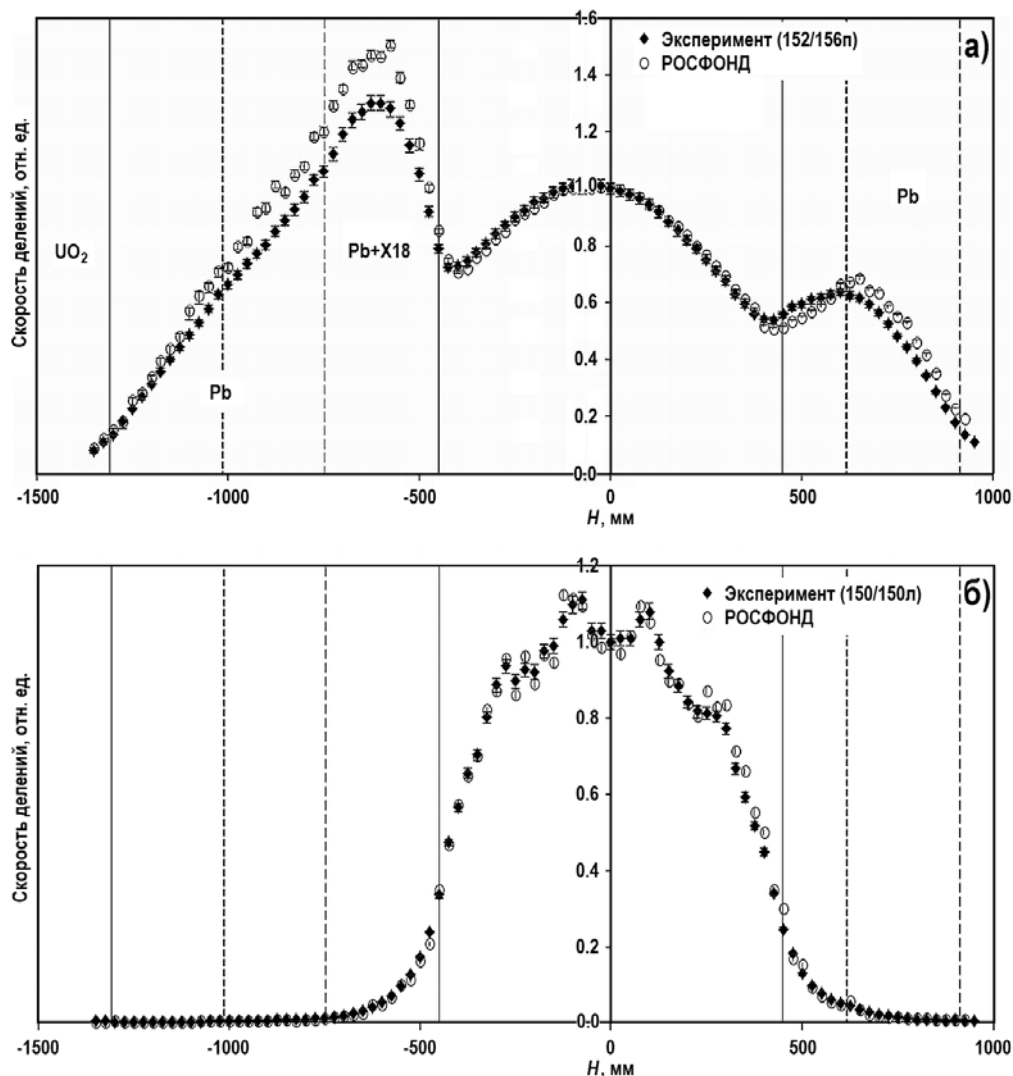 1.6
а)
Эксперимент (152/156п)
РОСФОНД
1.4
1.2
1.0
0.8
0.6
0.4
0.2
0.0
Скорость делений, отн. ед.
UO2
Pb
Pb+X18
Pb
-1500
-1000
-500
0
500
1000
H, мм
1.2
б)
Эксперимент (150/150л)
РОСФОНД
1.0
0.8
0.6
0.4
0.2
0.0
Скорость делений, отн. ед.
-1500
-1000
-500
0
500
1000
H, мм